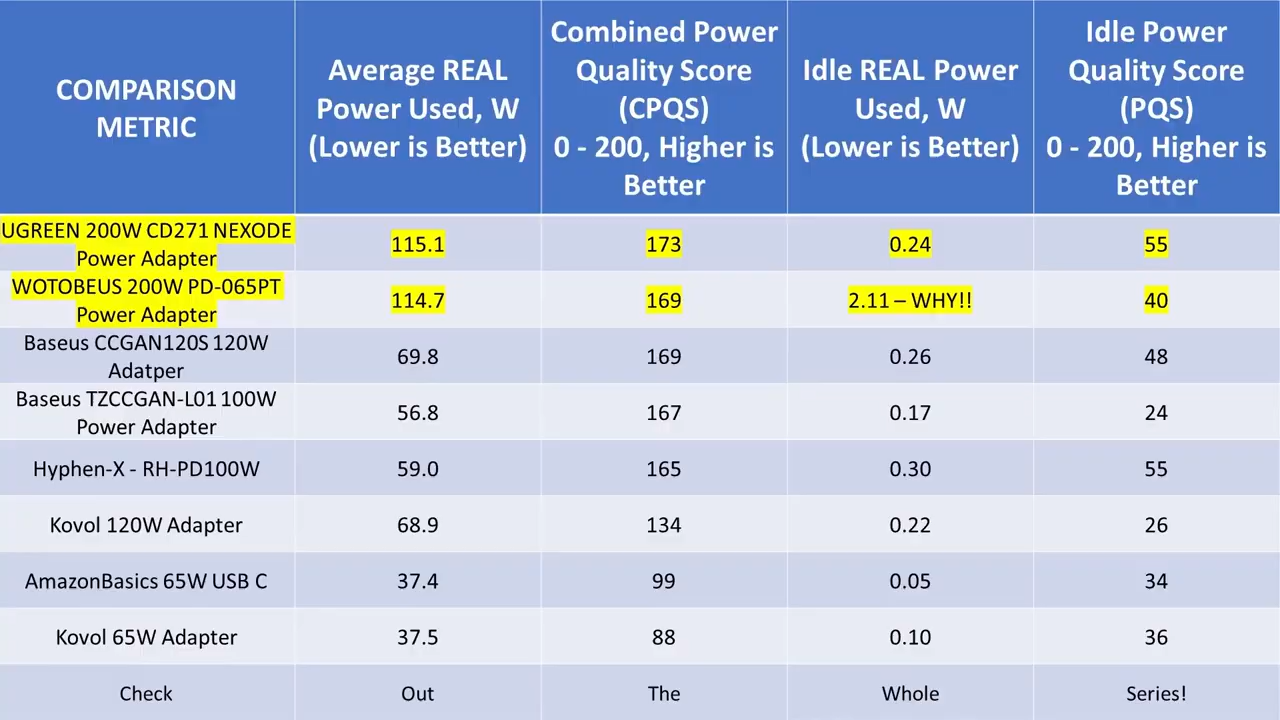 COMPARISON
METRIC
Average REAL
Power Used, W
(Lower is Better)
Combined Power
Quality Score
(CPQS)
0 - 200, Higher is
Better
Idle REAL Power
Used, W
(Lower is Better)
Idle Power
Quality Score
(PQS)
0 - 200, Higher is
Better
UGREEN 200W CD271 NEXODE
Power Adapter
115.1
173
0.24
55
WOTOBEUS 200W PD-065PT
Power Adapter
114.7
169
2.11 – WHY!!
40
Baseus CCGAN120S 120W
Adatper
69.8
169
0.26
48
Baseus TZCCGAN-L01 100W
Power Adapter
56.8
167
0.17
24
Hyphen-X - RH-PD100W
59.0
165
0.30
55
Kovol 120W Adapter
68.9
134
0.22
26
AmazonBasics 65W USB C
37.4
99
0.05
34
Kovol 65W Adapter
37.5
88
0.10
36
Check
Out
The
Whole
Series!